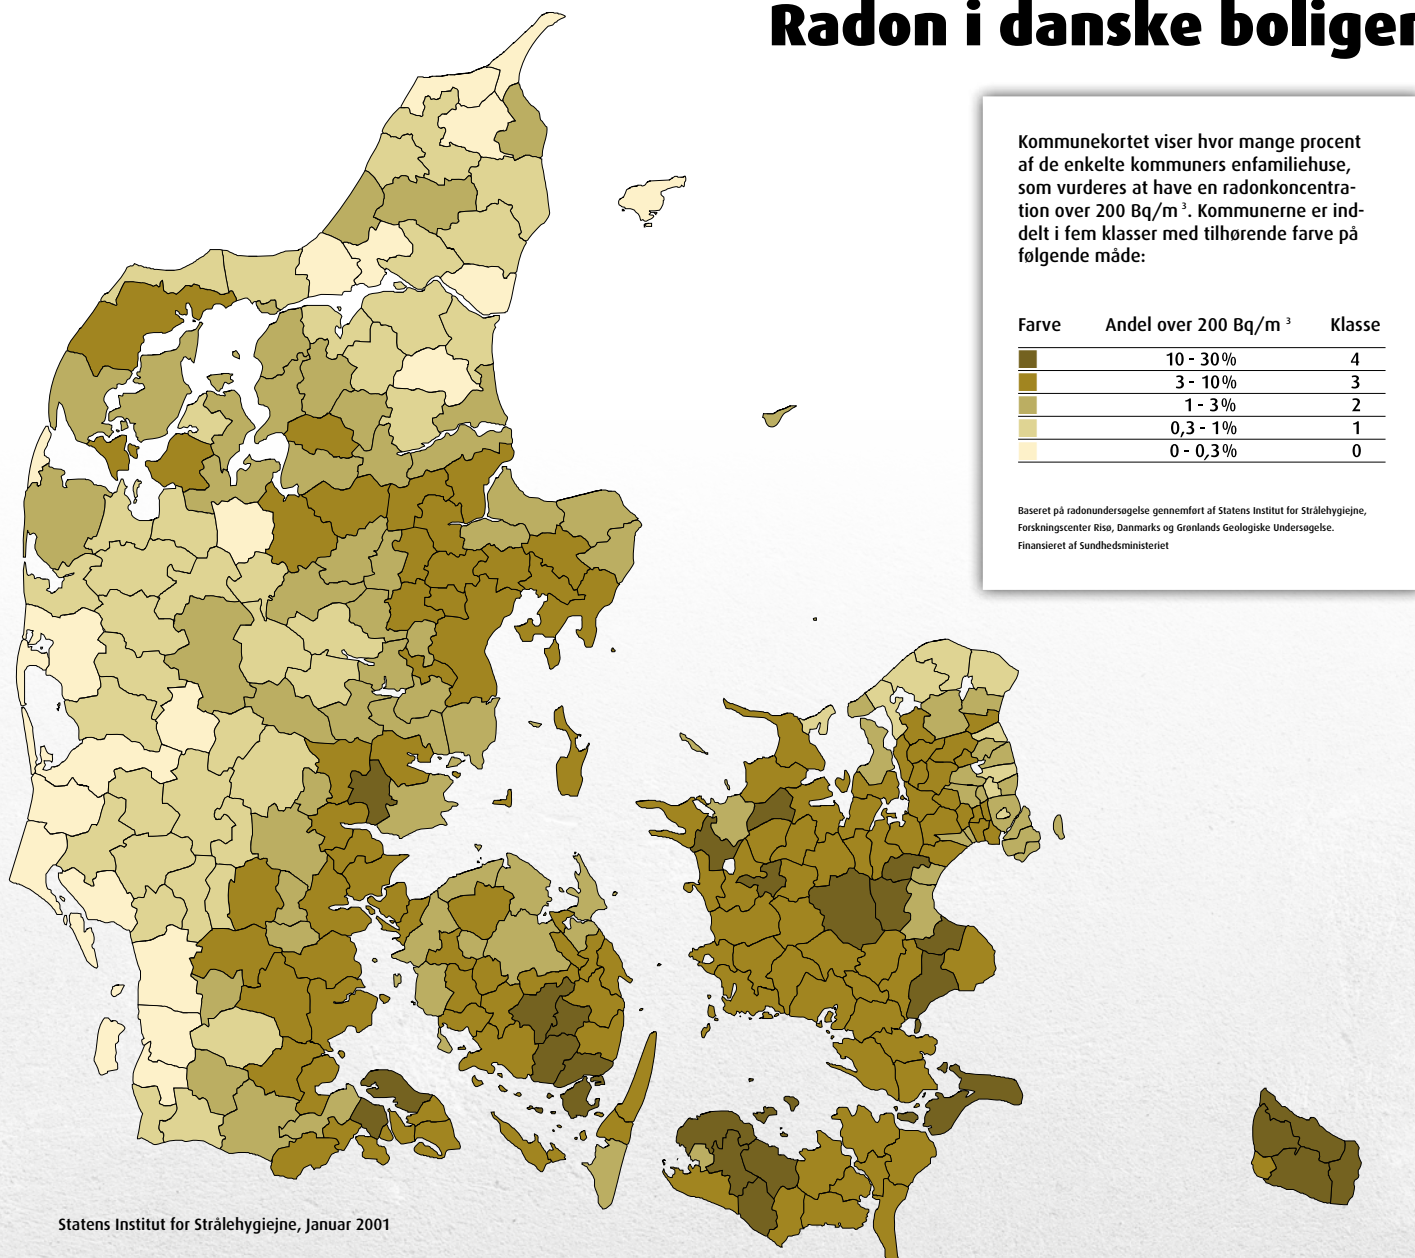 Radon i danske boliger
Kommunekortet viser hvor mange procent
af de enkelte kommuners enfamiliehuse,
som vurderes at have en radonkoncentra-
tion over 200 Bq/m³. Kommunerne er ind-
delt i fem klasser med tilhørende farve på
følgende måde:
Farve Andel over 200 Bq/m³ Klasse
10 - 30% 4
3 - 10% 3
1 - 3% 2
0,3 - 1% 1
0 - 0,3% 0
Baseret på radonundersøgelse gennemført af Statens Institut for Strålehygiejne,
Forskningscenter Risø, Danmarks og Grønlands Geologiske Undersøgelse.
Finansieret af Sundhedsministeriet
Statens Institut for Strålehygiejne, Januar 2001